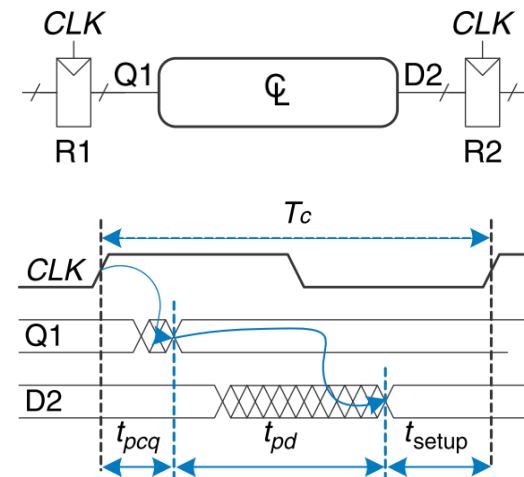 CLK CLK
Q1 CL D2
R1 R2
Tc
CLK
Q1
D2
tpcq tpd tsetup